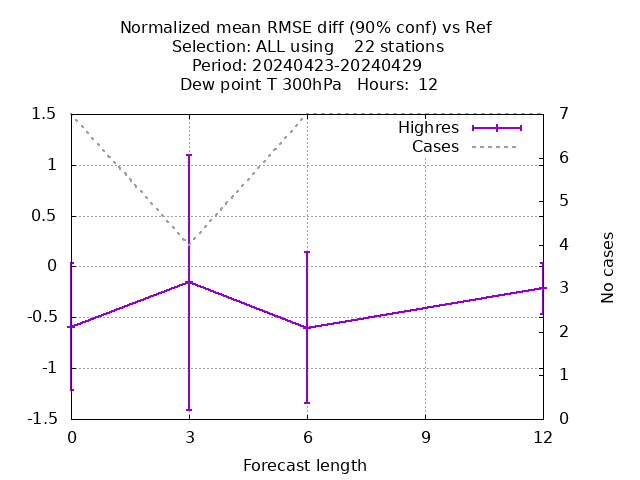 Normalized mean RMSE diff (90% conf) vs Ref
Selection: ALL using    22 stations
Period: 20240423-20240429
Dew point T 300hPa   Hours:  12
Highres
Cases
1.5
1
0.5
0
-0.5
-1
-1.5
7
6
5
4
3
2
1
0
No cases
0 3 6 9 12
Forecast length